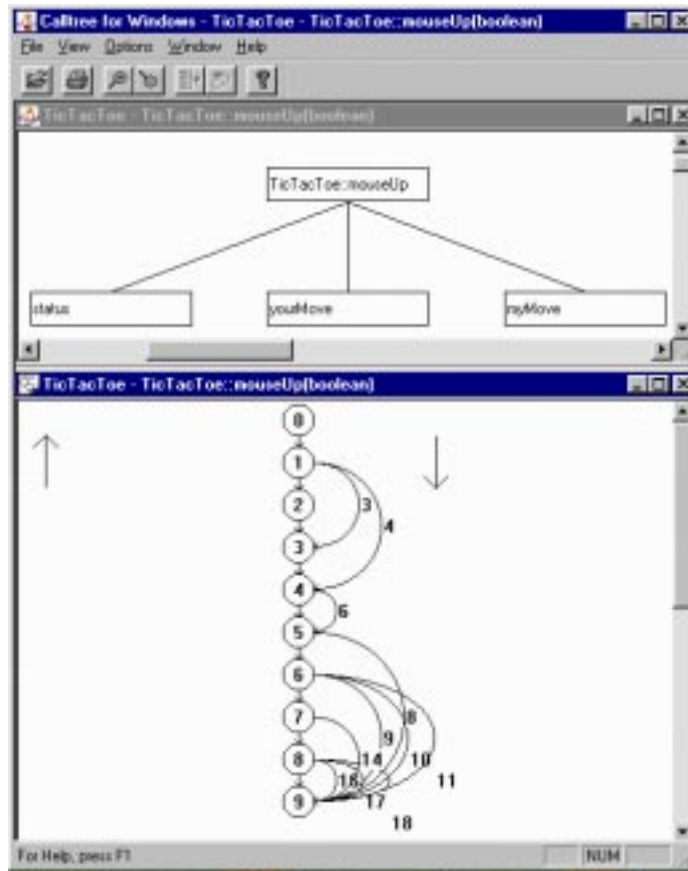 Calltree for Windows - TicTacToe - TicTacToe::mouseUp(boolean)
File View Options Window Help
TicTacToe - TicTacToe::mouseUp(boolean)
TicTacToe::mouseUp
status yourMove myMove
TicTacToe - TicTacToe::mouseUp(boolean)
0
1
2 3
4
3
4
6
5
6
7 8
9
8 14 10
16 11
9 17
18
For Help, press F1 NUM